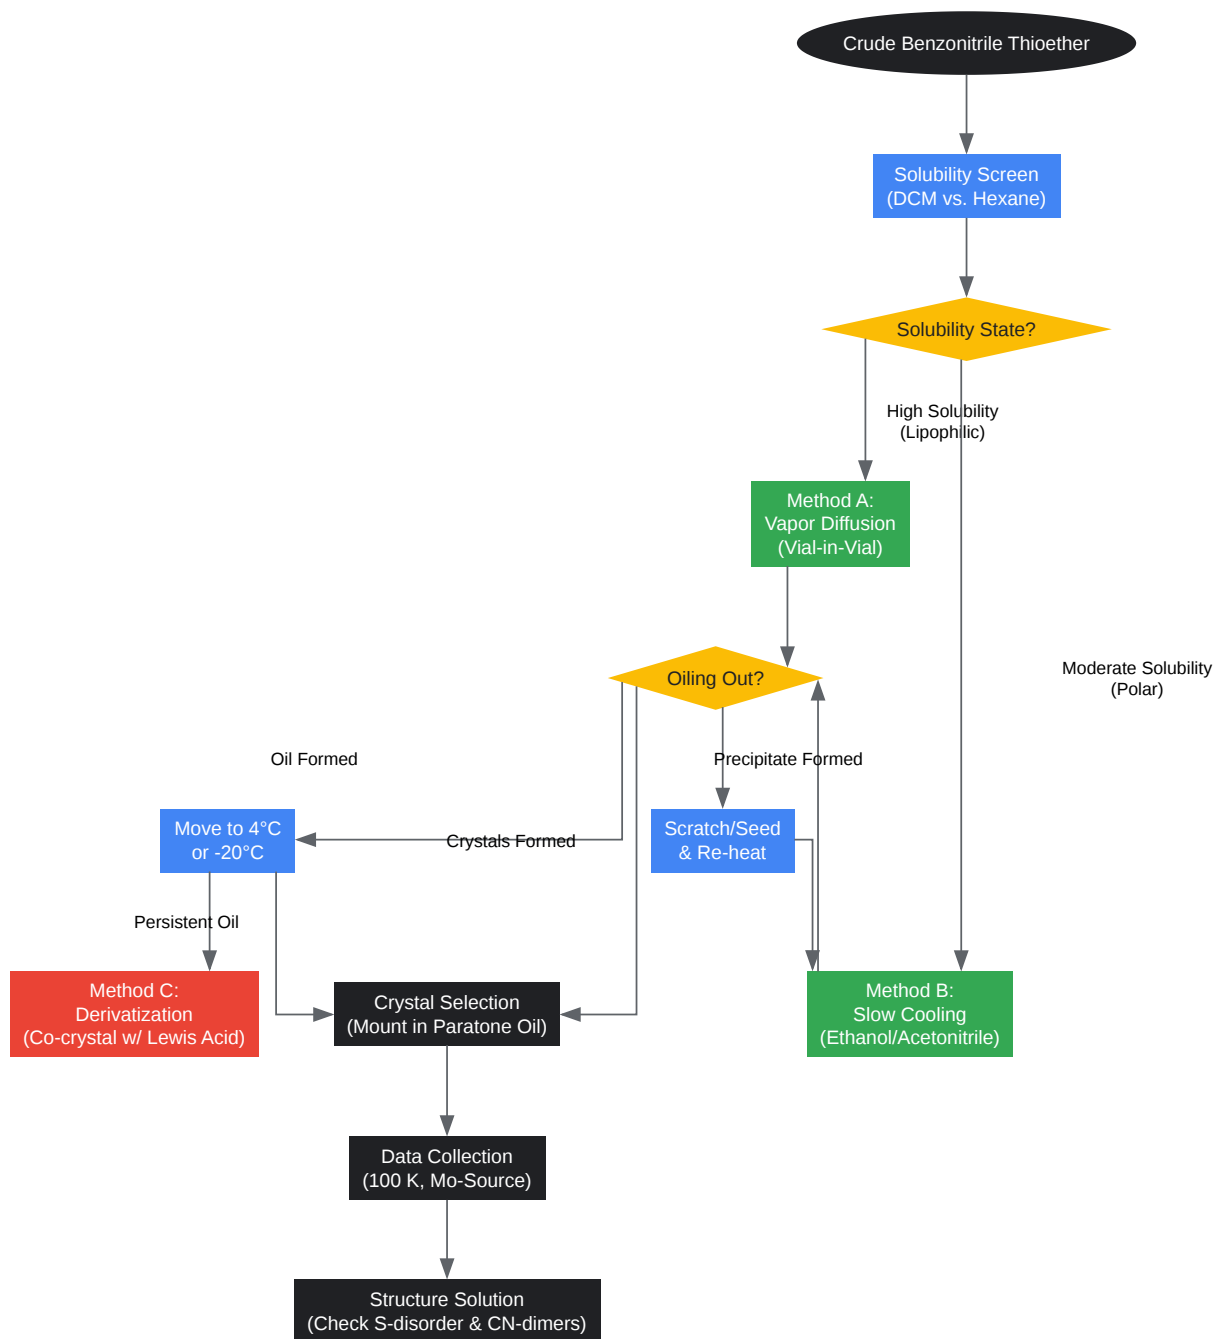 Crude Benzonitrile Thioether
Solubility Screen
(DCM vs. Hexane)
Solubility State?
High Solubility
(Lipophilic)
Method A:
Vapor Diffusion
(Vial-in-Vial)
Moderate Solubility
(Polar)
Oiling Out?
Oil Formed
Precipitate Formed
Move to 4°C
or -20°C
Crystals Formed
Scratch/Seed
& Re-heat
Persistent Oil
Method C:
Derivatization
(Co-crystal w/ Lewis Acid)
Crystal Selection
(Mount in Paratone Oil)
Method B:
Slow Cooling
(Ethanol/Acetonitrile)
Data Collection
(100 K, Mo-Source)
Structure Solution
(Check S-disorder & CN-dimers)